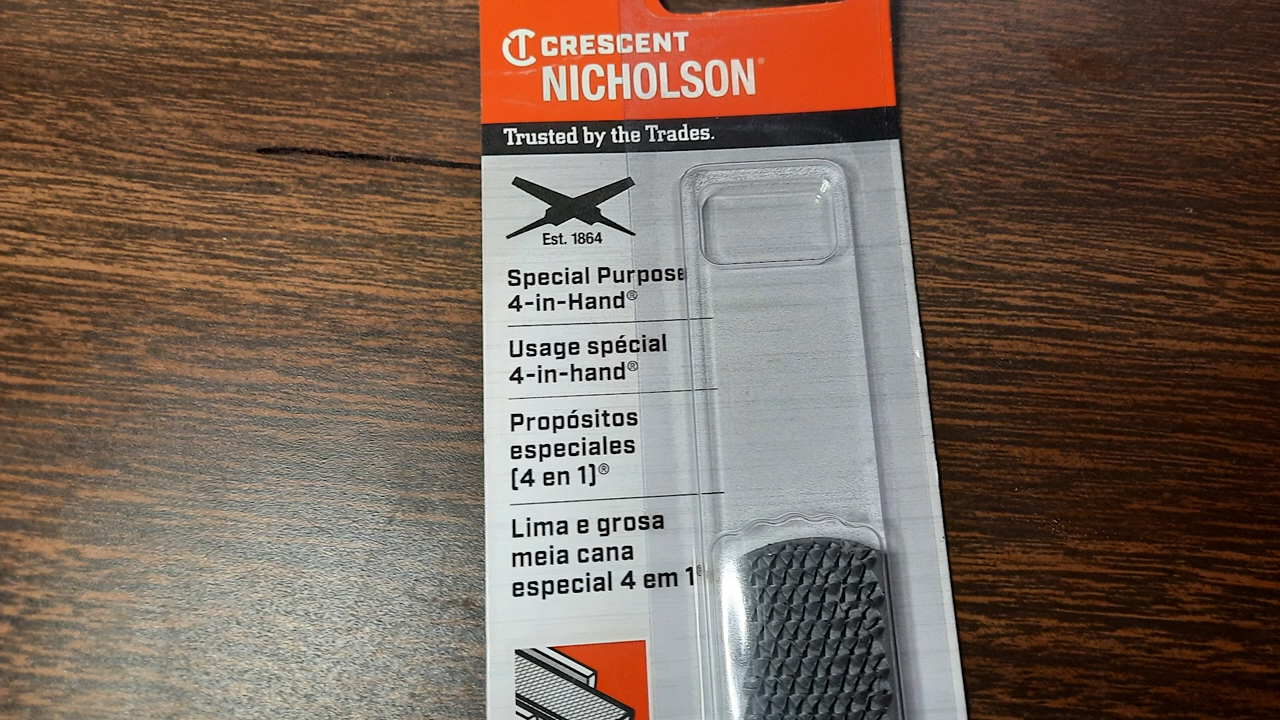 CRESCENT
NICHOLSON®
Trusted by the Trades.
Est. 1864
Special Purpose
4-in-Hand®
Usage spécial
4-in-hand®
Propósitos
especiales
(4 en 1)®
Lima e grosa
meia cana
especial 4 em 1®